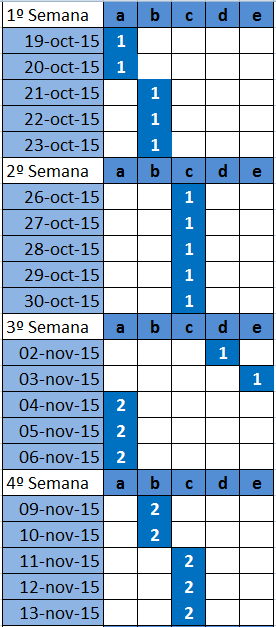 1º Semana a b c d e
19-oct-15 1
20-oct-15 1
21-oct-15 1
22-oct-15 1
23-oct-15 1
2º Semana a b c d e
26-oct-15 1
27-oct-15 1
28-oct-15 1
29-oct-15 1
30-oct-15 1
3º Semana a b c d e
02-nov-15 1
03-nov-15 1
04-nov-15 2
05-nov-15 2
06-nov-15 2
4º Semana a b c d e
09-nov-15 2
10-nov-15 2
11-nov-15 2
12-nov-15 2
13-nov-15 2